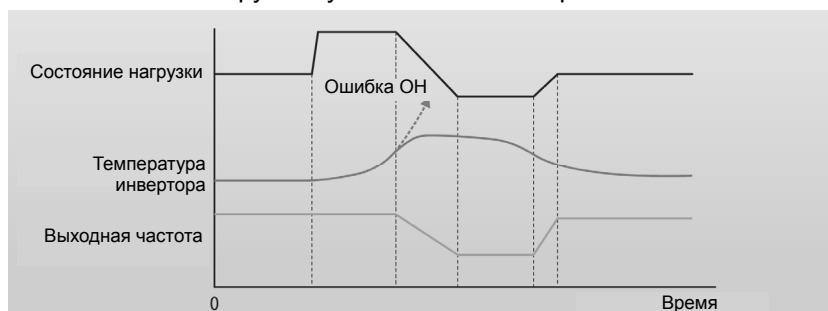 Состояние нагрузки
Ошибка OH
Температура
инвертора
Выходная частота
0
Время